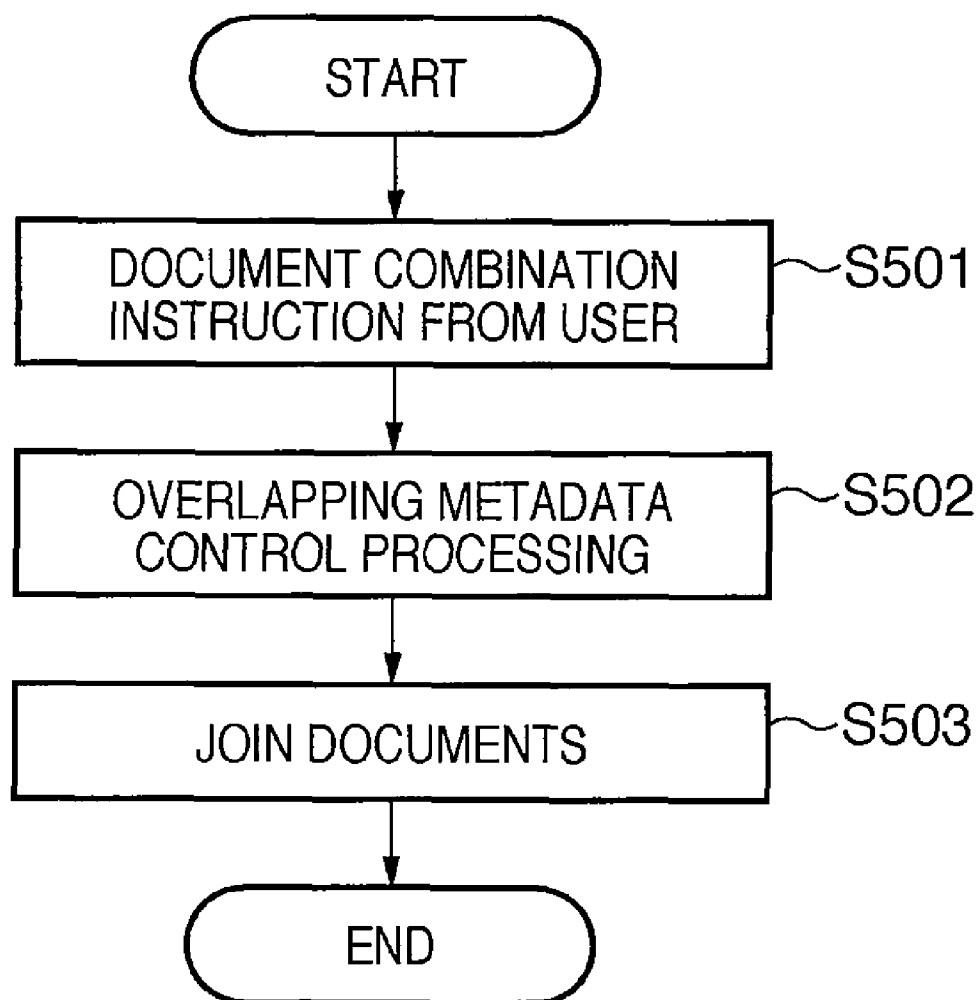 START
DOCUMENT COMBINATION
INSTRUCTION FROM USER
S501
OVERLAPPING METADATA
CONTROL PROCESSING
S502
JOIN DOCUMENTS
S503
END